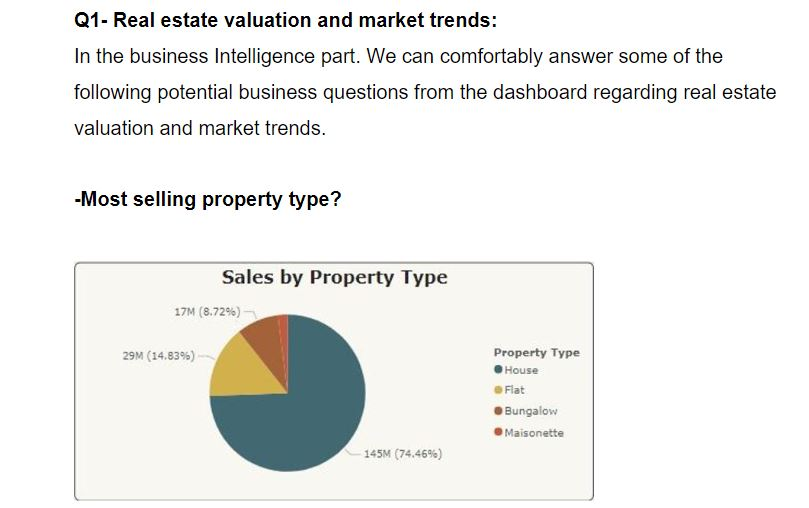 Q1- Real estate valuation and market trends:
In the business Intelligence part. We can comfortably answer some of the
following potential business questions from the dashboard regarding real estate
valuation and market trends.
-Most selling property type?
Sales by Property Type
17M (8.72%)
29M (14.83%)
Property Type
House
Flat
Bungalow
Maisonette
145M (74.46%)